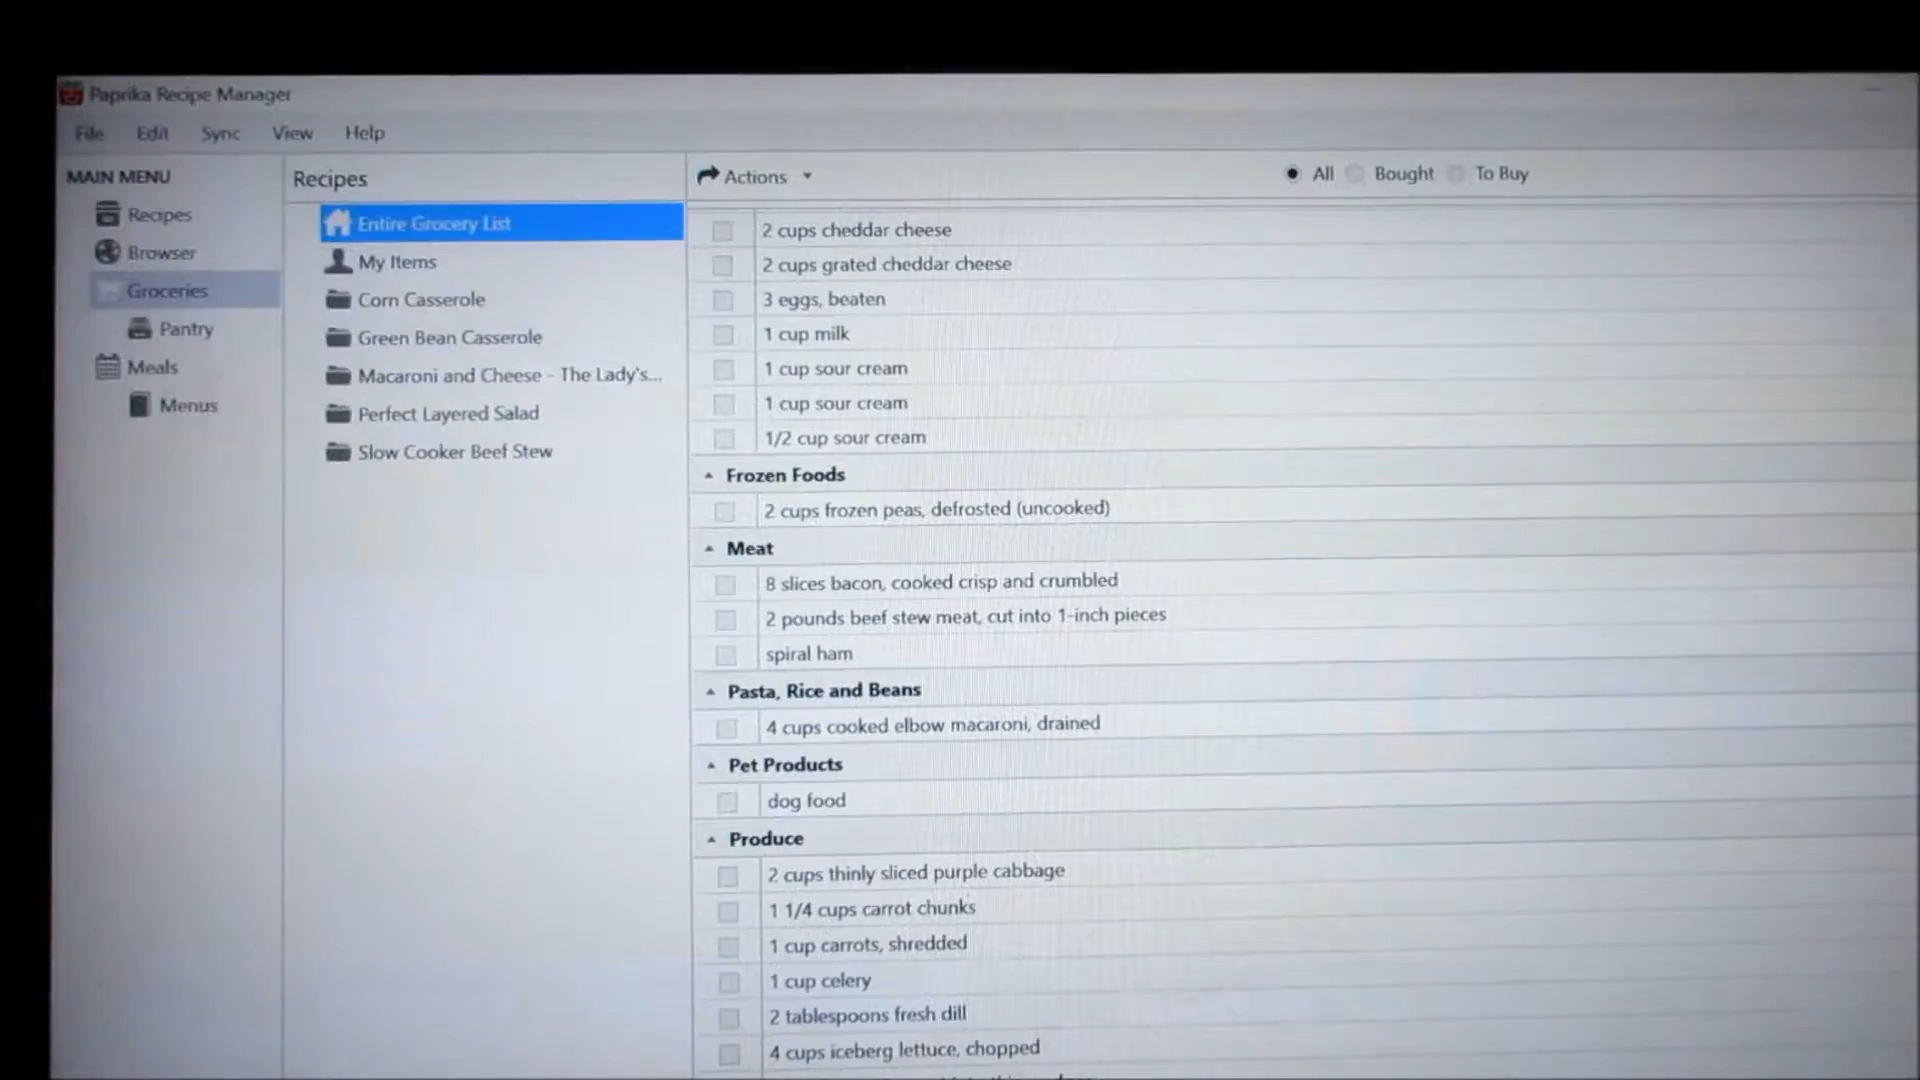 Paprika Recipe Manager
File Edit Sync View Help
MAIN MENU
Recipes
Browser
Groceries
Pantry
Meals
Menus
Recipes
Entire Grocery List
My Items
Corn Casserole
Green Bean Casserole
Macaroni and Cheese - The Lady's...
Perfect Layered Salad
Slow Cooker Beef Stew
Actions All Bought To Buy
2 cups cheddar cheese
2 cups grated cheddar cheese
3 eggs, beaten
1 cup milk
1 cup sour cream
1 cup sour cream
1/2 cup sour cream
Frozen Foods
2 cups frozen peas, defrosted (uncooked)
Meat
8 slices bacon, cooked crisp and crumbled
2 pounds beef stew meat, cut into 1-inch pieces
spiral ham
Pasta, Rice and Beans
4 cups cooked elbow macaroni, drained
Pet Products
dog food
Produce
2 cups thinly sliced purple cabbage
1 1/4 cups carrot chunks
1 cup carrots, shredded
1 cup celery
2 tablespoons fresh dill
4 cups iceberg lettuce, chopped